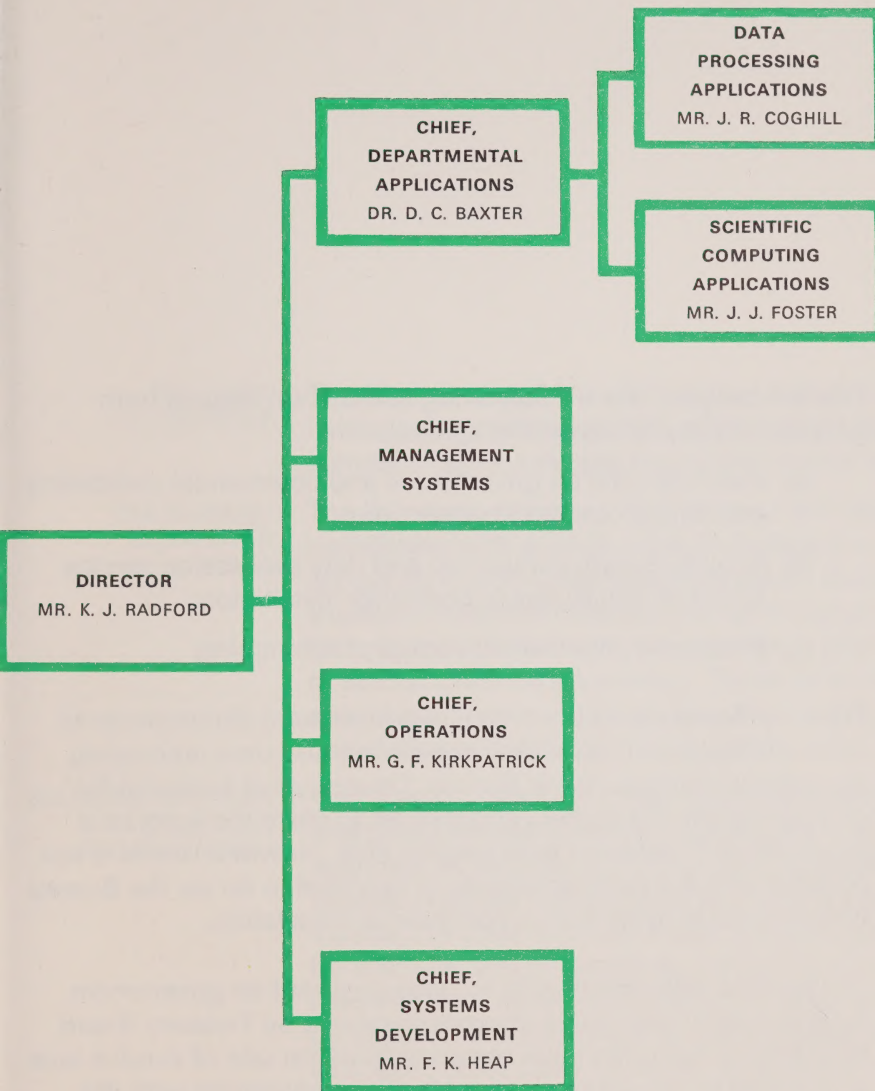 DATA
PROCESSING
APPLICATIONS
MR. J. R. COGHILL
CHIEF,
DEPARTMENTAL
APPLICATIONS
DR. D. C. BAXTER
SCIENTIFIC
COMPUTING
APPLICATIONS
MR. J. J. FOSTER
CHIEF,
MANAGEMENT
SYSTEMS
DIRECTOR
MR. K. J. RADFORD
CHIEF,
OPERATIONS
MR. G. F. KIRKPATRICK
CHIEF,
SYSTEMS
DEVELOPMENT
MR. F. K. HEAP